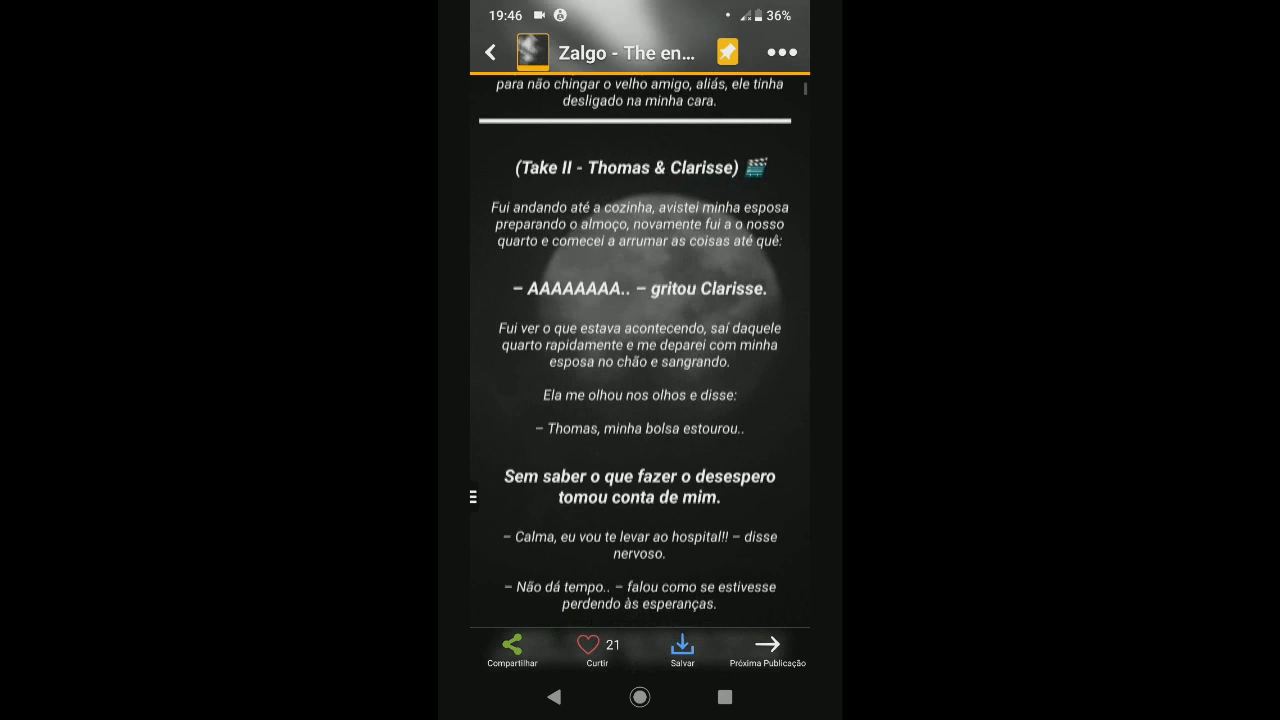 19:46
36%
Zalgo - The en...
para não chingar o velho amigo, aliás, ele tinha
desligado na minha cara.
(Take II - Thomas & Clarisse) 🎬
Fui andando até a cozinha, avistei minha esposa
preparando o almoço, novamente fui a o nosso
quarto e comecei a arrumar as coisas até quê:
– AAAAAAAA.. – gritou Clarisse.
Fui ver o que estava acontecendo, saí daquele
quarto rapidamente e me deparei com minha
esposa no chão e sangrando.
Ela me olhou nos olhos e disse:
– Thomas, minha bolsa estourou..
Sem saber o que fazer o desespero
tomou conta de mim.
– Calma, eu vou te levar ao hospital!! – disse
nervoso.
– Não dá tempo.. – falou como se estivesse
perdendo às esperanças.
21
Compartilhar
Curtir
Salvar
Próxima Publicação